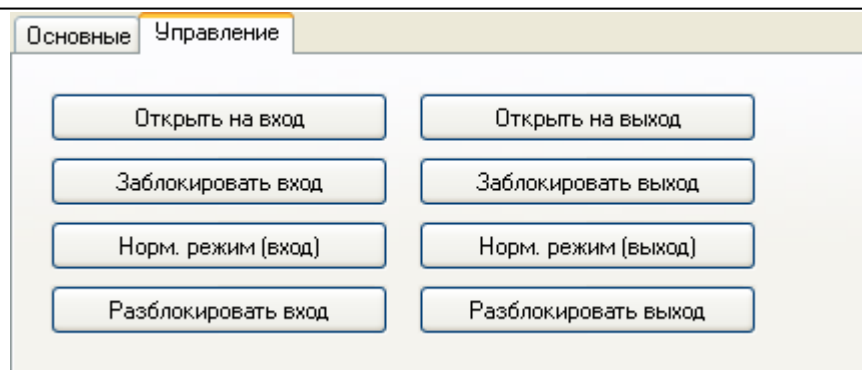 Основные Управление
Открыть на вход Открыть на выход
Заблокировать вход Заблокировать выход
Норм. режим (вход) Норм. режим (выход)
Разблокировать вход Разблокировать выход